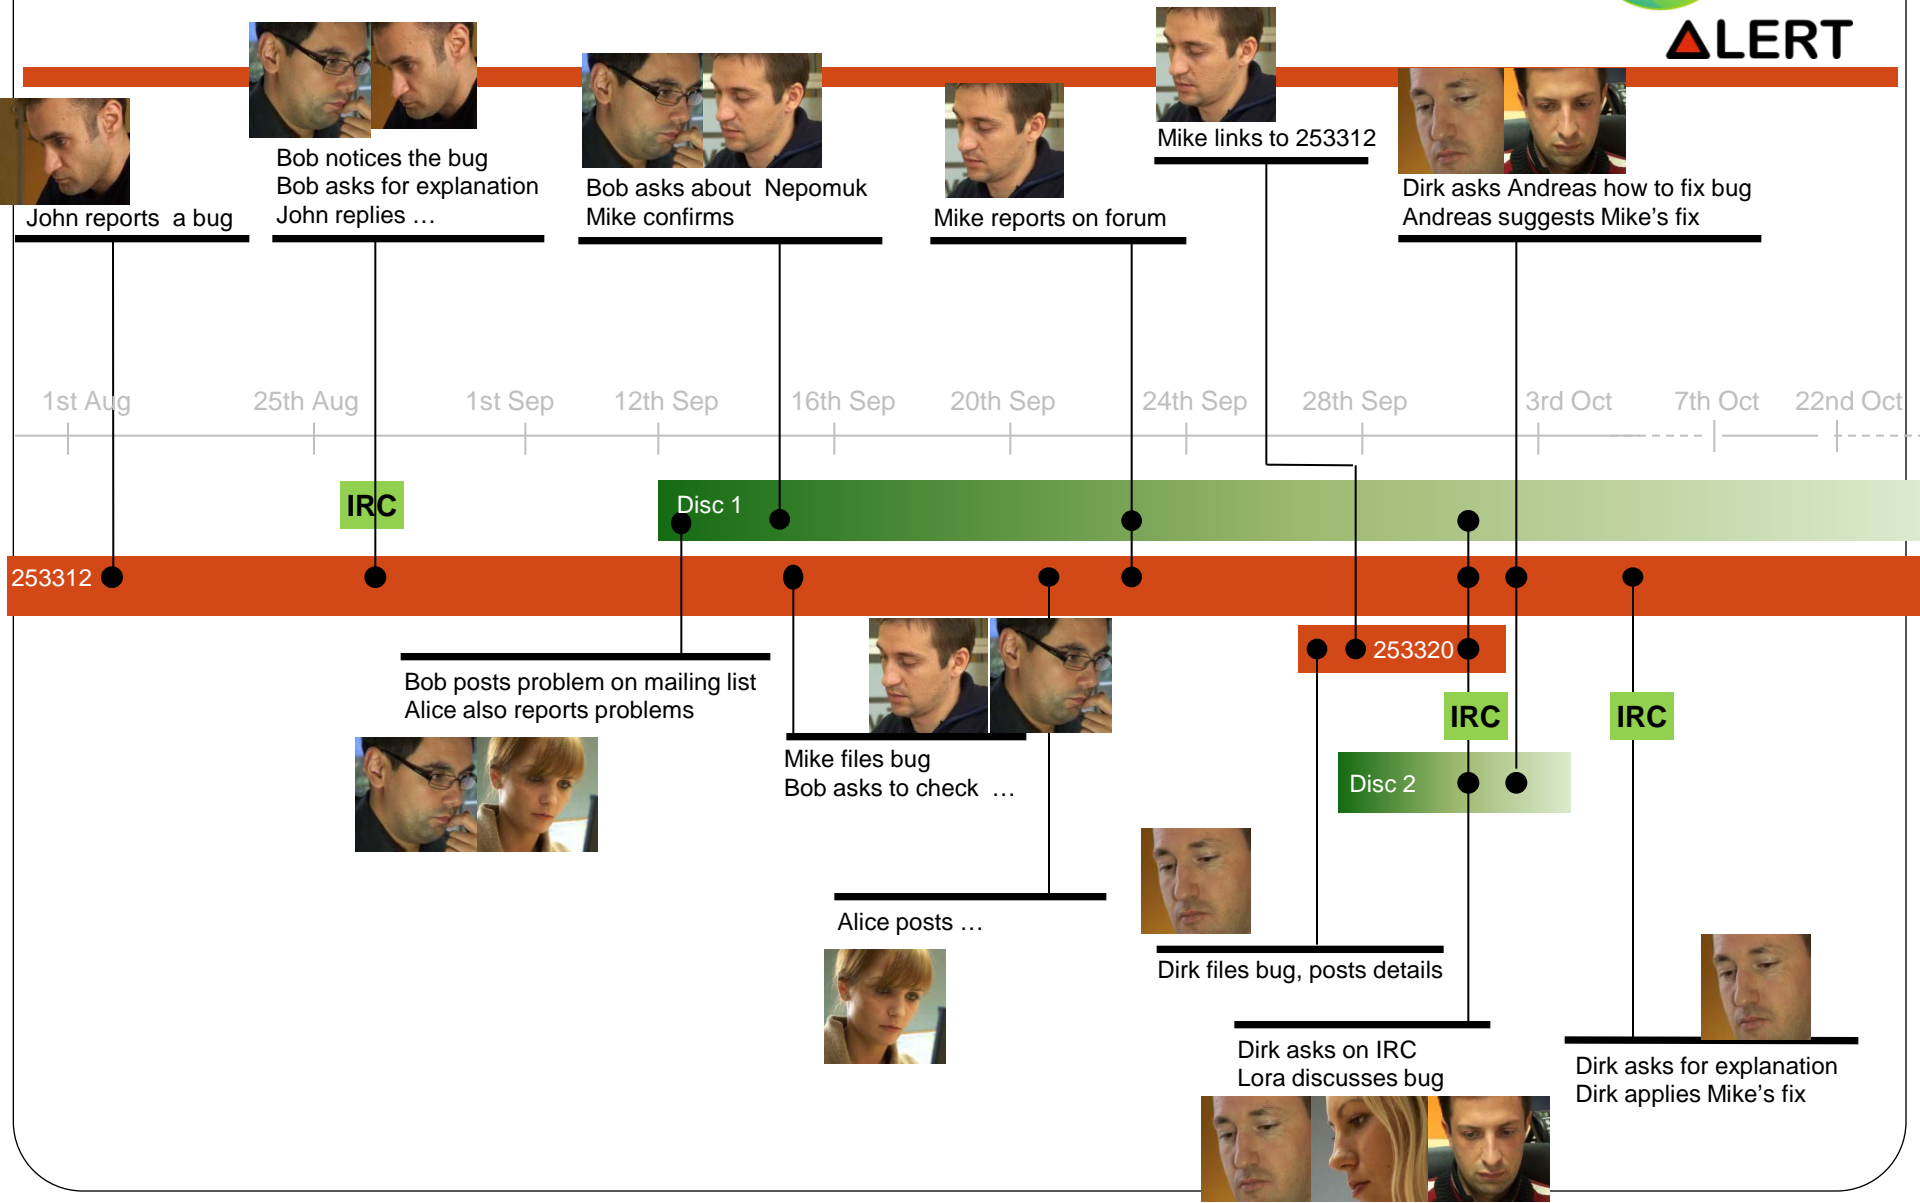 ALERT
Mike links to 253312
Bob notices the bug
Bob asks for explanation
John replies …
Bob asks about  Nepomuk
Mike confirms
Dirk asks Andreas how to fix bug
Andreas suggests Mike’s fix
John reports  a bug
Mike reports on forum
1st Aug
25th Aug
1st Sep
12th Sep
16th Sep
20th Sep
24th Sep
28th Sep
3rd Oct
7th Oct
22nd Oct
IRC
Disc 1
253312
253320
Bob posts problem on mailing list
Alice also reports problems
IRC
IRC
Mike files bug
Bob asks to check  …
Disc 2
Alice posts …
Dirk files bug, posts details
Dirk asks on IRC
Lora discusses bug
Dirk asks for explanation
Dirk applies Mike’s fix